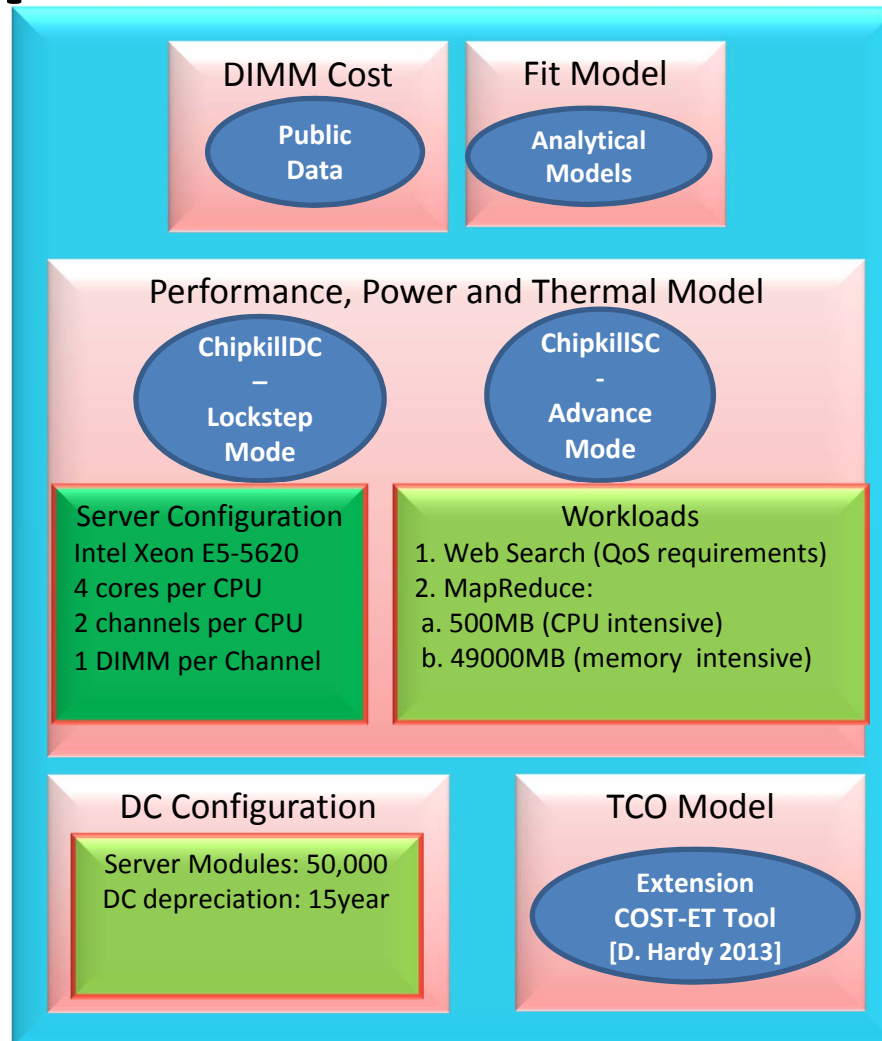 DIMM Cost
Public
Data
Fit Model
Analytical
Models
Performance, Power and Thermal Model
ChipkillDC
–
Lockstep
Mode
ChipkillSC
-
Advance
Mode
Server Configuration
Intel Xeon E5-5620
4 cores per CPU
2 channels per CPU
1 DIMM per Channel
Workloads
1. Web Search (QoS requirements)
2. MapReduce:
a. 500MB (CPU intensive)
b. 49000MB (memory intensive)
DC Configuration
Server Modules: 50,000
DC depreciation: 15year
TCO Model
Extension
COST-ET Tool
[D. Hardy 2013]